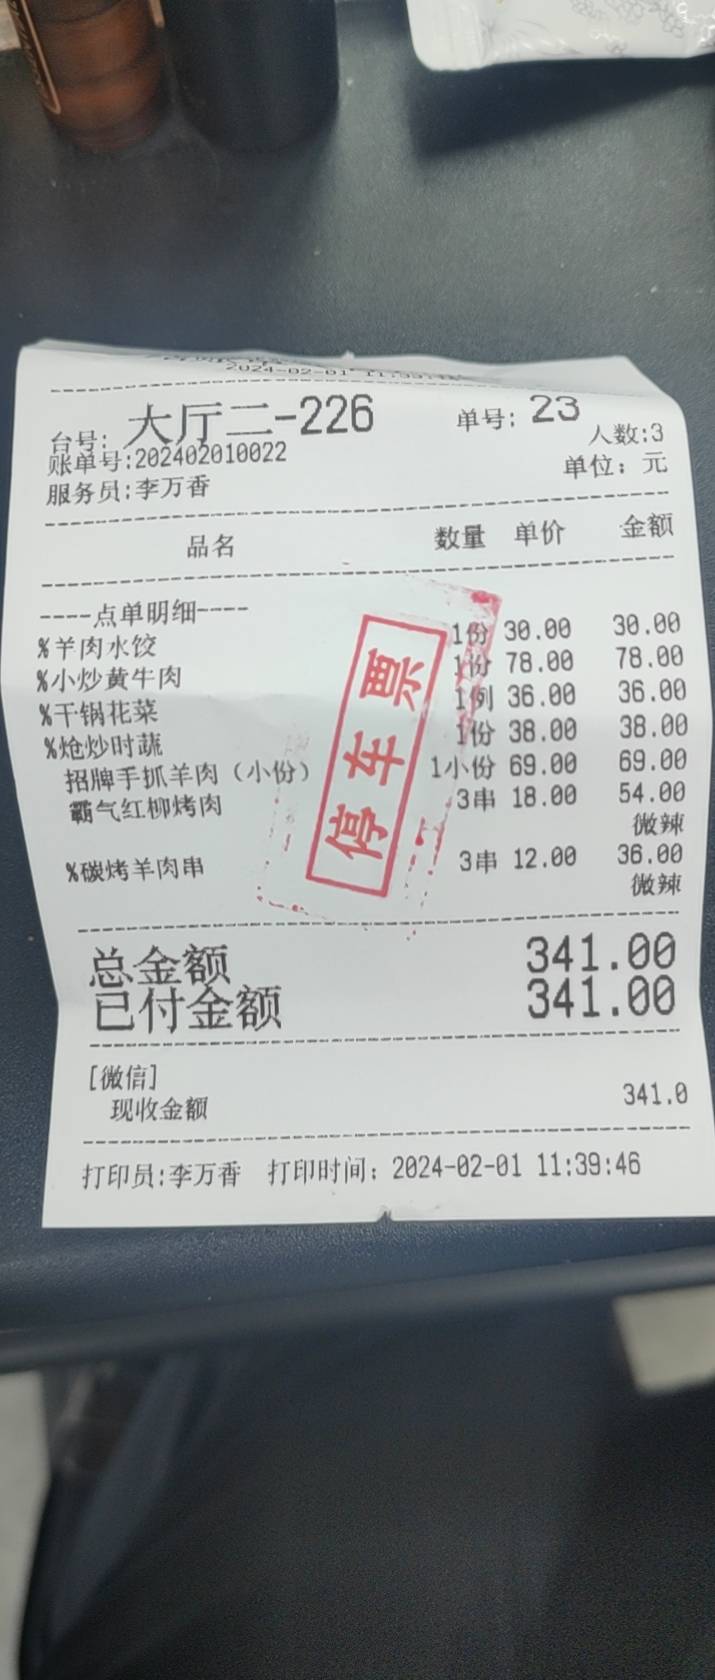 2024-02-01 11:39:46
台号: 大厅二-226 单号: 23
账单号:202402010022 人数:3
服务员:李万香 单位: 元
品名 数量 单价 金额
----点单明细----
%羊肉水饺 1份 30.00 30.00
%小炒黄牛肉 1份 78.00 78.00
%干锅花菜 1例 36.00 36.00
%炝炒时蔬 1份 38.00 38.00
招牌手抓羊肉（小份） 1小份 69.00 69.00
霸气红柳烤肉 3串 18.00 54.00
微辣
%碳烤羊肉串 3串 12.00 36.00
微辣
停车票
总金额 341.00
已付金额 341.00
[微信]
现收金额 341.0
打印员:李万香 打印时间: 2024-02-01 11:39:46